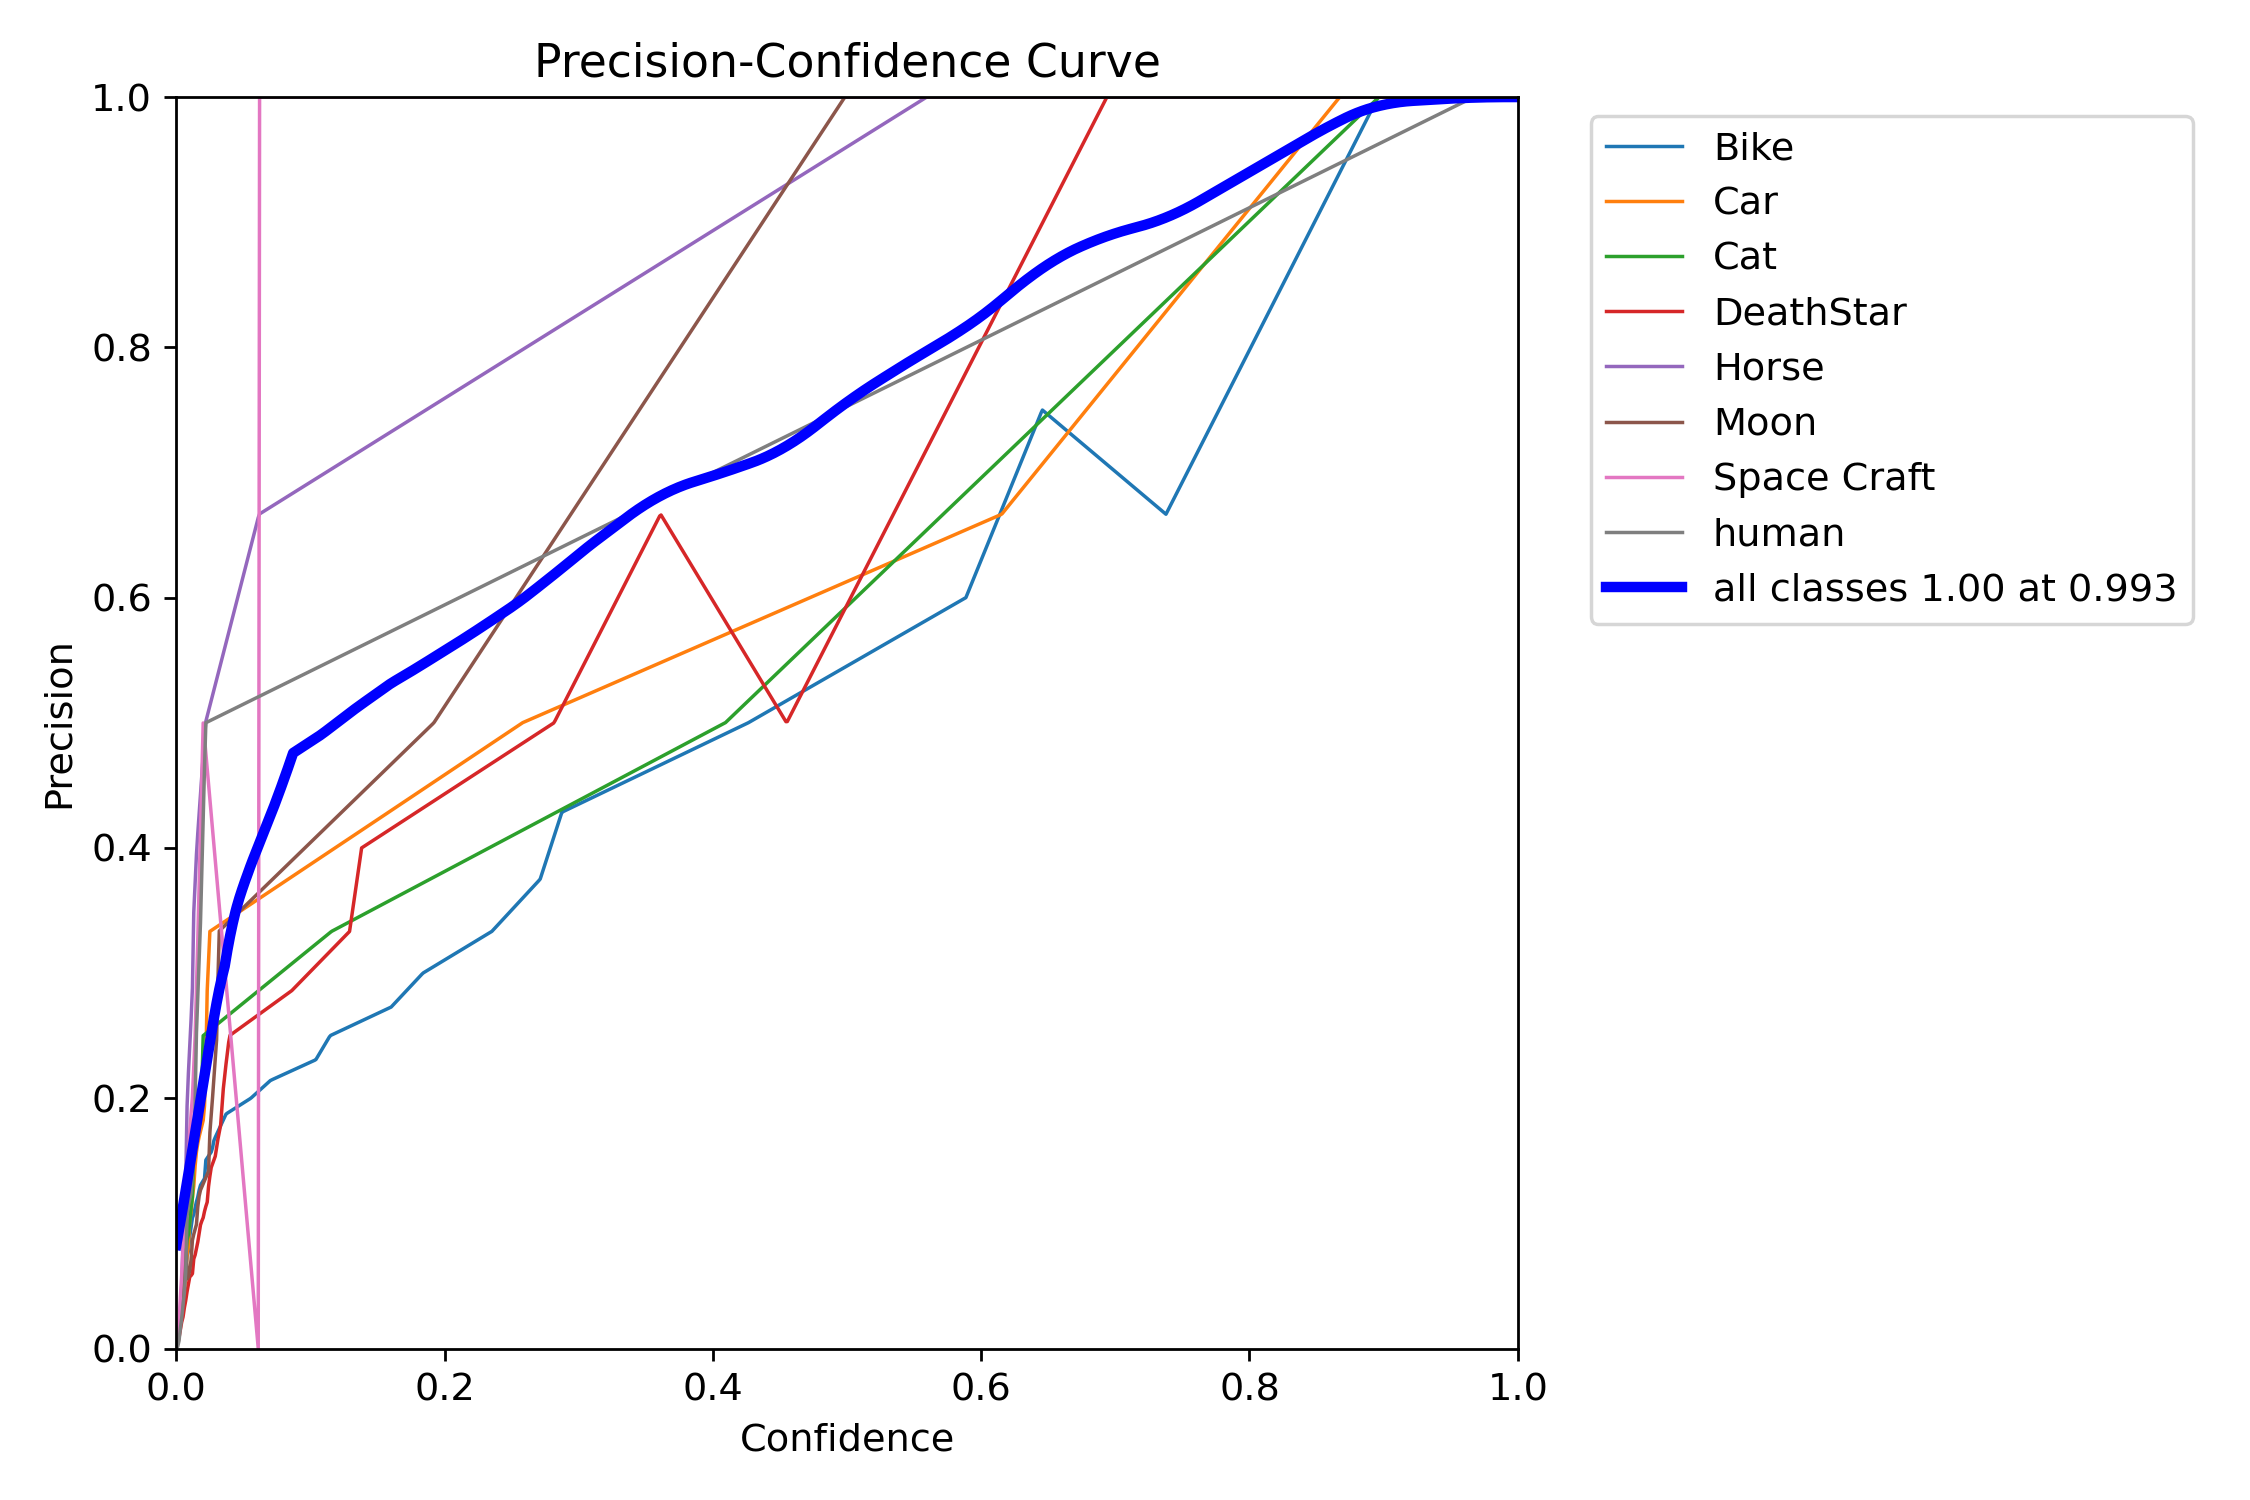 Precision-Confidence Curve
1.0
0.8
0.6
0.4
0.2
0.0
Precision
0.0 0.2 0.4 0.6 0.8 1.0
Confidence
Bike
Car
Cat
DeathStar
Horse
Moon
Space Craft
human
all classes 1.00 at 0.993